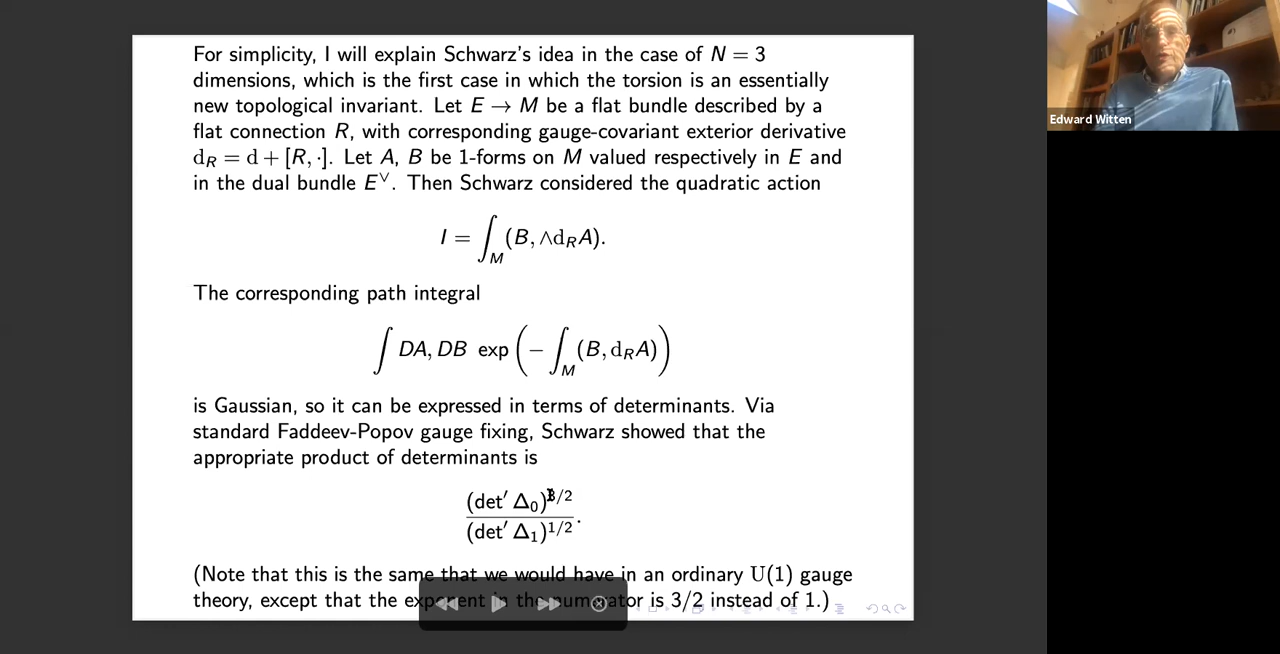 For simplicity, I will explain Schwarz's idea in the case of N = 3
dimensions, which is the first case in which the torsion is an essentially
new topological invariant. Let E → M be a flat bundle described by a
flat connection R, with corresponding gauge-covariant exterior derivative
d_R = d + [R, ·]. Let A, B be 1-forms on M valued respectively in E and
in the dual bundle E^∨. Then Schwarz considered the quadratic action
I = ∫_M (B, ∧d_R A).
The corresponding path integral
∫ DA, DB exp(−∫_M (B, d_R A))
is Gaussian, so it can be expressed in terms of determinants. Via
standard Faddeev-Popov gauge fixing, Schwarz showed that the
appropriate product of determinants is
(det′ Δ₀)^3/2
(det′ Δ₁)^1/2 .
(Note that this is the same that we would have in an ordinary U(1) gauge
theory, except that the exponent in the numerator is 3/2 instead of 1.)
Edward Witten